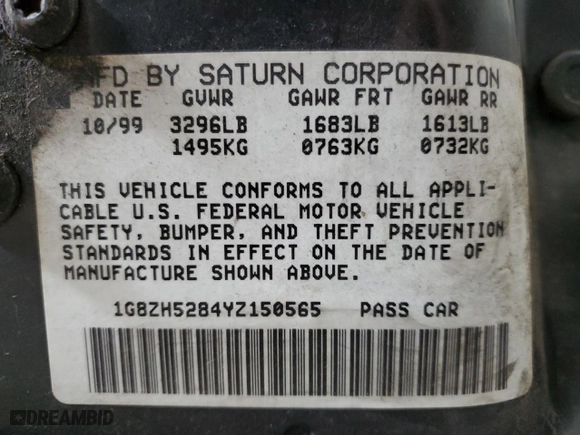 MFD BY SATURN CORPORATION
DATE GVWR GAWR FRT GAWR RR
10/99 3296LB 1683LB 1613LB
1495KG 0763KG 0732KG
THIS VEHICLE CONFORMS TO ALL APPLI-
CABLE U.S. FEDERAL MOTOR VEHICLE
SAFETY, BUMPER, AND THEFT PREVENTION
STANDARDS IN EFFECT ON THE DATE OF
MANUFACTURE SHOWN ABOVE.
1G8ZH5284YZ150565 PASS CAR
DREAMBID